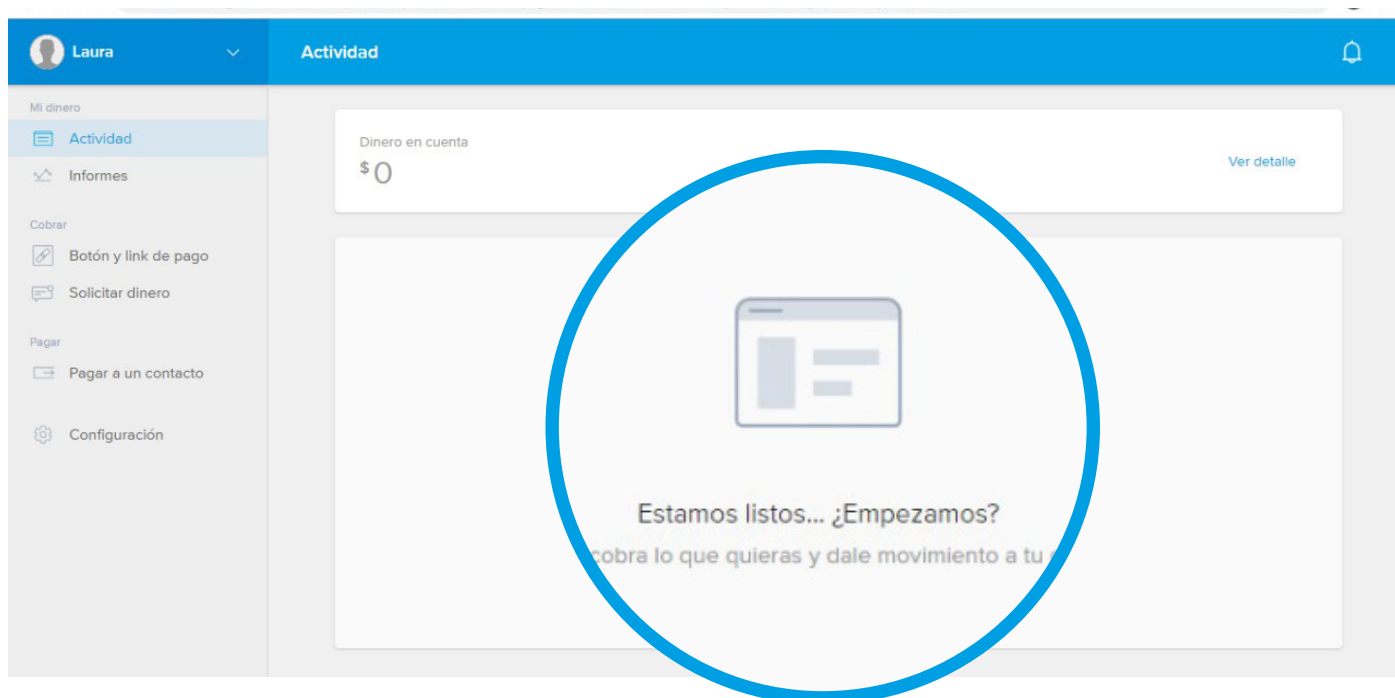 Laura
Actividad
Mi dinero
Actividad
Informes
Cobrar
Botón y link de pago
Solicitar dinero
Pagar
Pagar a un contacto
Configuración
Dinero en cuenta
$0
Ver detalle
Estamos listos... ¿Empezamos?
cobra lo que quieras y dale movimiento a tu